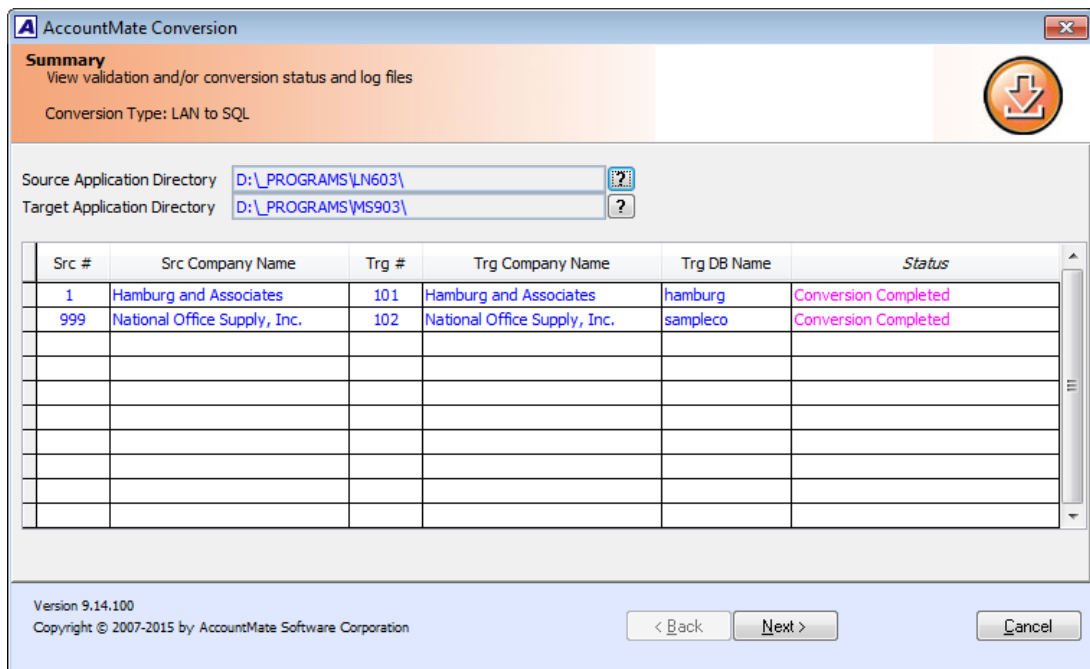 A AccountMate Conversion
Summary
View validation and/or conversion status and log files
Conversion Type: LAN to SQL
Source Application Directory D:\_PROGRAMS\LN603\ ?
Target Application Directory D:\_PROGRAMS\MS903\ ?
Src # Src Company Name Trg # Trg Company Name Trg DB Name Status
1 Hamburg and Associates 101 Hamburg and Associates hamburg Conversion Completed
999 National Office Supply, Inc. 102 National Office Supply, Inc. sampleco Conversion Completed
Version 9.14.100
Copyright © 2007-2015 by AccountMate Software Corporation
< Back Next > Cancel